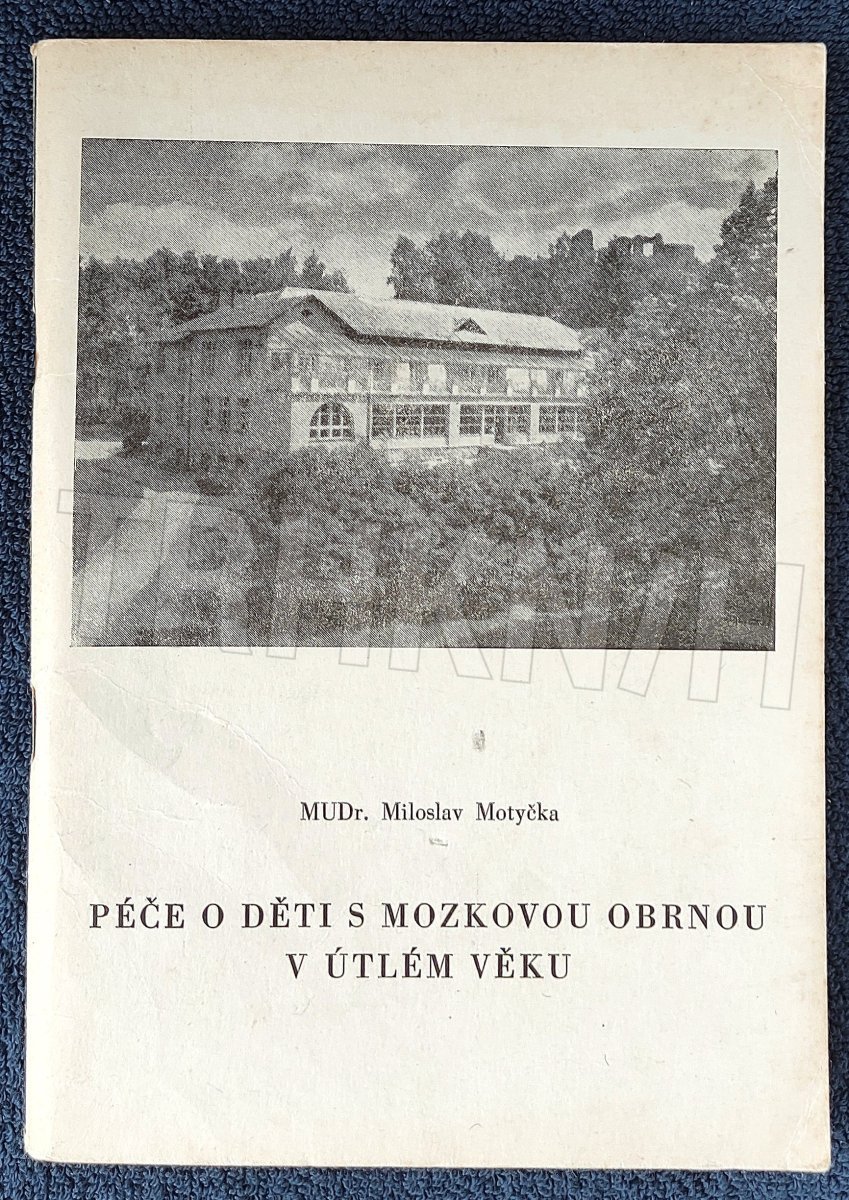 MUDr. Miloslav Motyčka
PÉČE O DĚTI S MOZKOVOU OBRNOU
V ÚTLÉM VĚKU